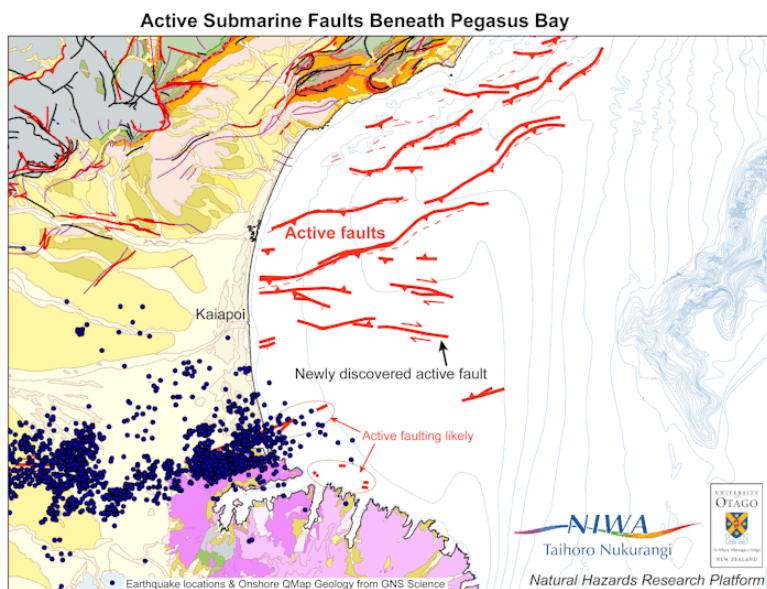 Active Submarine Faults Beneath Pegasus Bay
Active faults
Kaiapoi
Newly discovered active fault
Active faulting likely
UNIVERSITY
of
OTAGO
NEW ZEALAND
NIWA
Taihoro Nukurangi
Earthquake locations & Onshore QMap Geology from GNS Science
Natural Hazards Research Platform